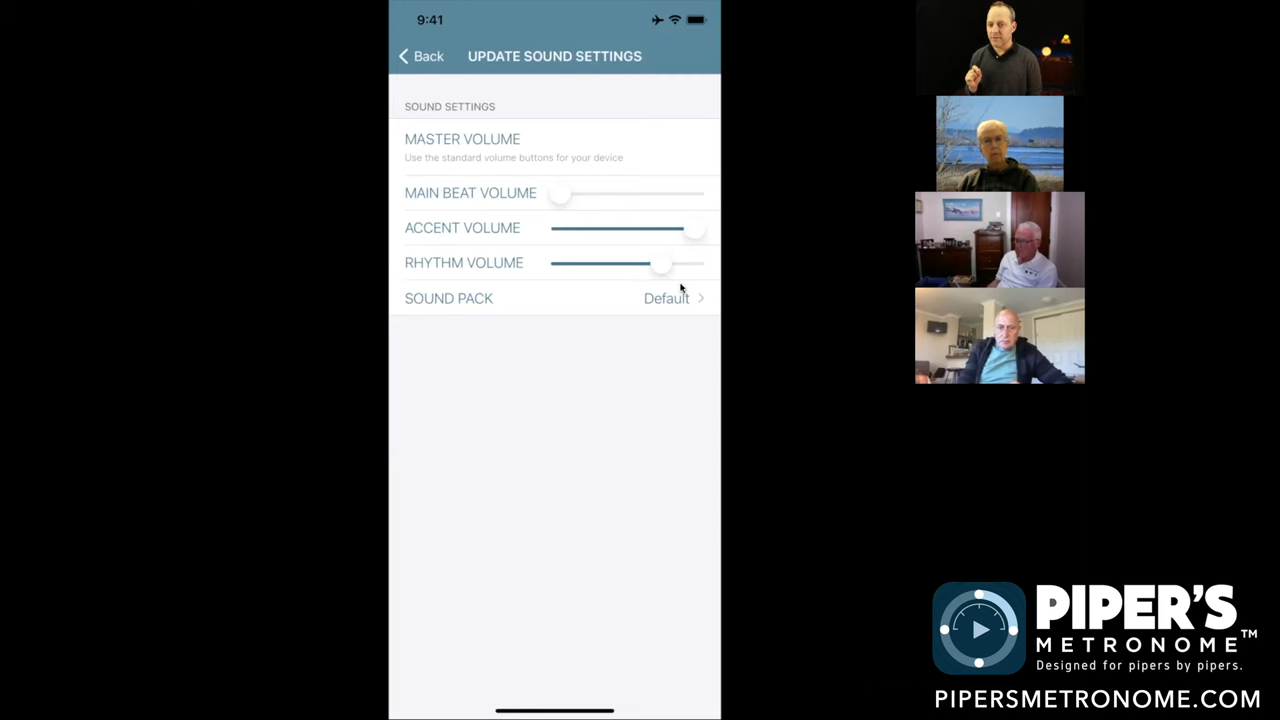 9:41
Back
UPDATE SOUND SETTINGS
SOUND SETTINGS
MASTER VOLUME
Use the standard volume buttons for your device
MAIN BEAT VOLUME
ACCENT VOLUME
RHYTHM VOLUME
SOUND PACK Default
PIPER'S
METRONOME™
Designed for pipers by pipers.
PIPERSMETRONOME.COM